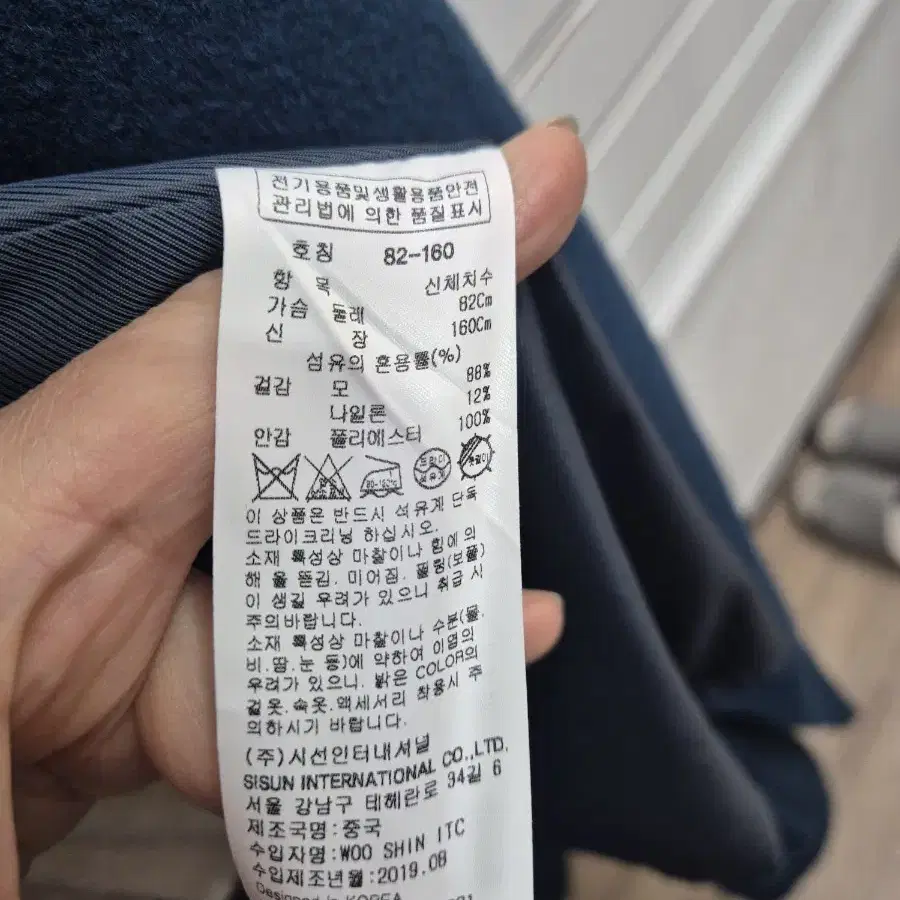 전기용품및생활용품안전
관리법에 의한 품질표시
호칭 82-160
항 목 신체치수
가슴 둘레 82Cm
신 장 160Cm
섬유의 혼용률(%)
겉감 모 88%
나일론 12%
안감 폴리에스터 100%
드라이
석유계
이 상품은 반드시 석유계 단독
드라이크리닝 하십시오.
소재 특성상 마찰이나 힘에의
해 올 뜯김, 미어짐, 필링(보풀)
이 생길 우려가 있으니 취급 시
주의바랍니다.
소재 특성상 마찰이나 수분(물,
비,땀,눈 등)에 약하여 이염의
우려가 있으니, 밝은 COLOR의
겉옷,속옷,액세서리 착용시 주
의하시기 바랍니다.
(주)시선인터내셔널
SISUN INTERNATIONAL CO.,LTD.
서울 강남구 테헤란로 34길 6
제조국명:중국
수입자명:WOO SHIN ITC
수입제조년월:2019.08
Designed in KOREA